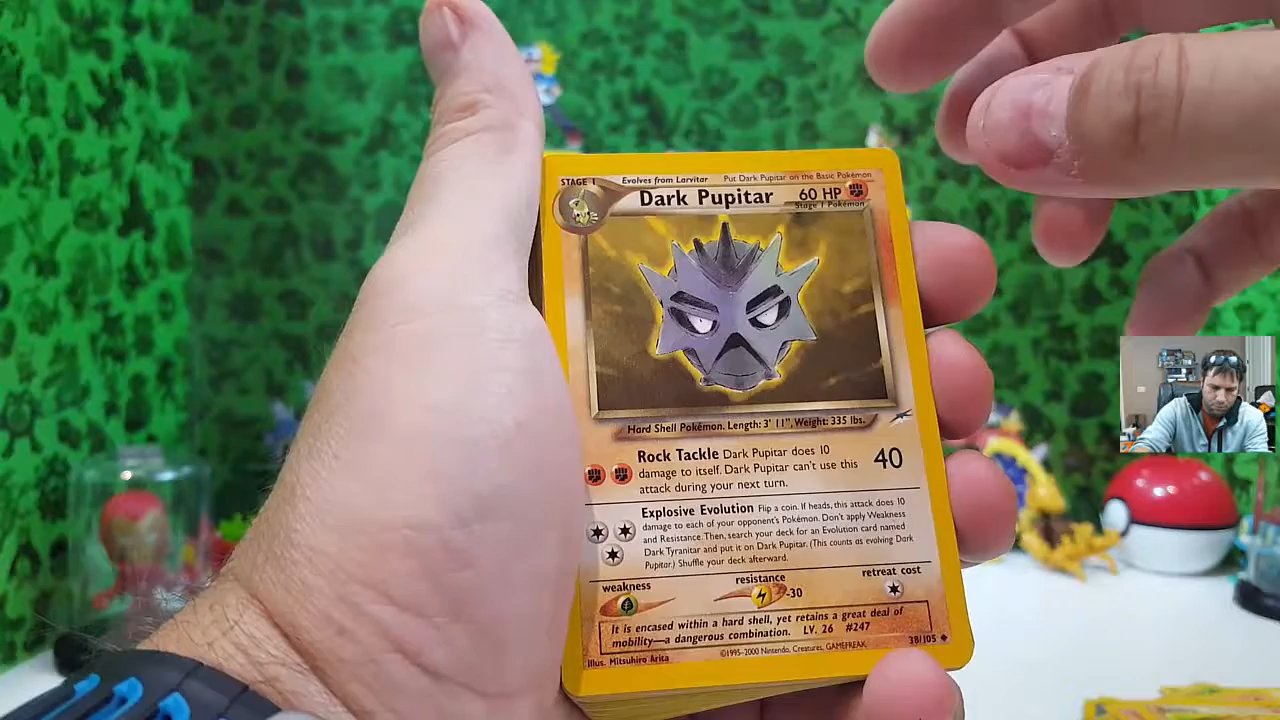 STAGE 1 Evolves from Larvitar Put Dark Pupitar on the Basic Pokémon
Dark Pupitar 60 HP
Stage 1 Pokémon
Hard Shell Pokémon. Length: 3' 11", Weight: 335 lbs.
Rock Tackle Dark Pupitar does 10
damage to itself. Dark Pupitar can't use this
attack during your next turn.
40
Explosive Evolution Flip a coin. If heads, this attack does 10
damage to each of your opponent's Pokémon. Don't apply Weakness
and Resistance. Then, search your deck for an Evolution card named
Dark Tyranitar and put it on Dark Pupitar. (This counts as evolving Dark
Pupitar.) Shuffle your deck afterward.
weakness resistance retreat cost
-30
It is encased within a hard shell, yet retains a great deal of
mobility—a dangerous combination. LV. 26 #247
Illus. Mitsuhiro Arita ©1995-2000 Nintendo, Creatures, GAMEFREAK. 38/105